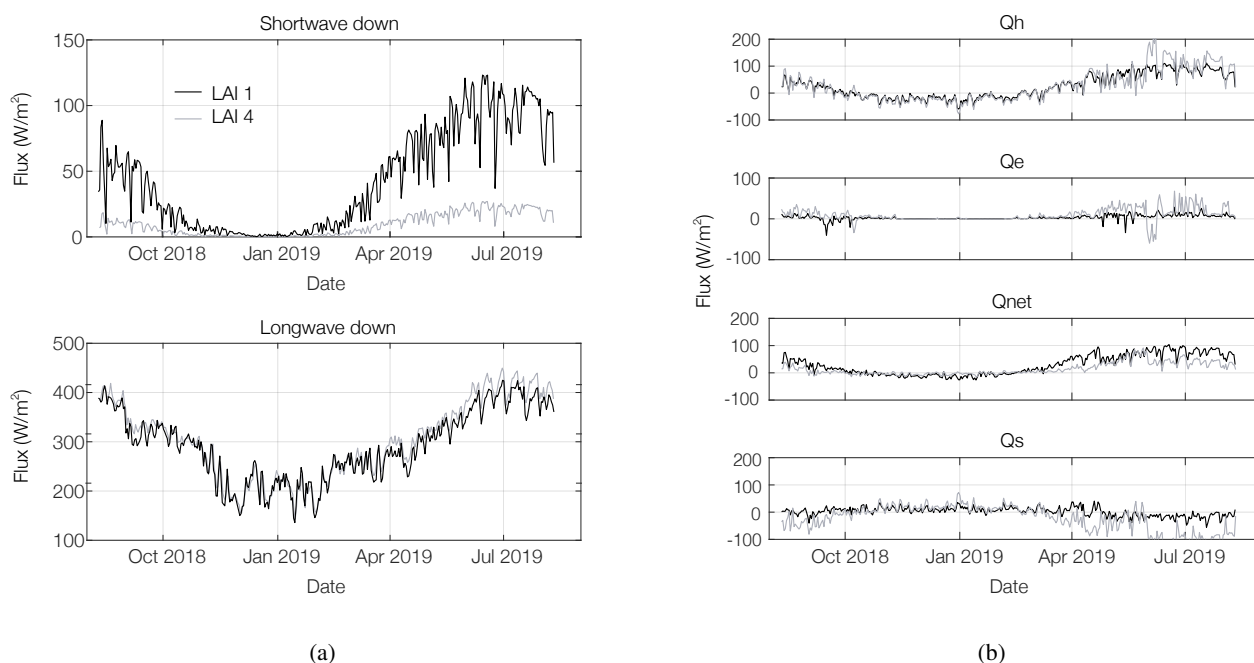 Shortwave down
150
100
50
0
Flux (W/m²)
LAI 1
LAI 4
Oct 2018 Jan 2019 Apr 2019 Jul 2019
Date
Longwave down
500
400
300
200
100
Flux (W/m²)
Oct 2018 Jan 2019 Apr 2019 Jul 2019
Date
(a)
Qh
200
100
0
-100
Qe
100
0
-100
Flux (W/m²)
Qnet
200
100
0
-100
Qs
200
100
0
-100
Oct 2018 Jan 2019 Apr 2019 Jul 2019
Date
(b)